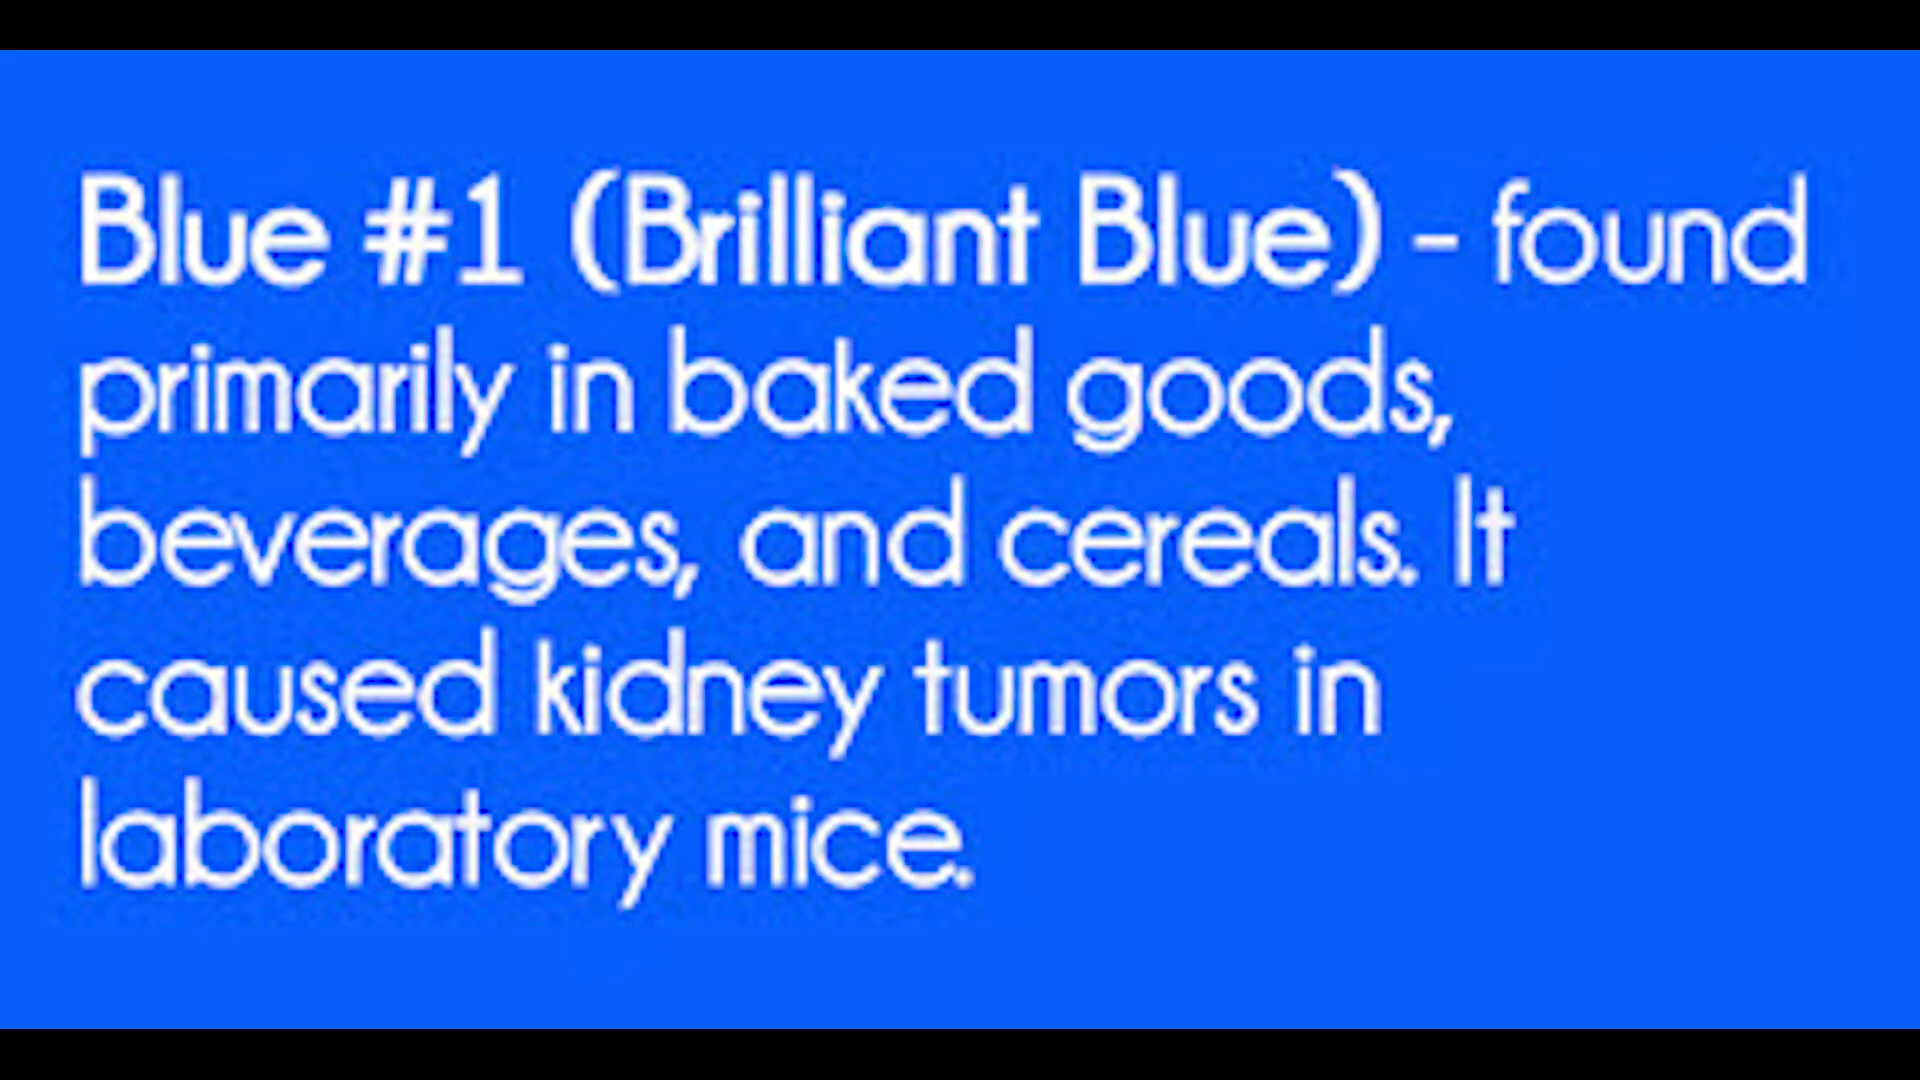 Blue #1 (Brilliant Blue) - found
primarily in baked goods,
beverages, and cereals. It
caused kidney tumors in
laboratory mice.